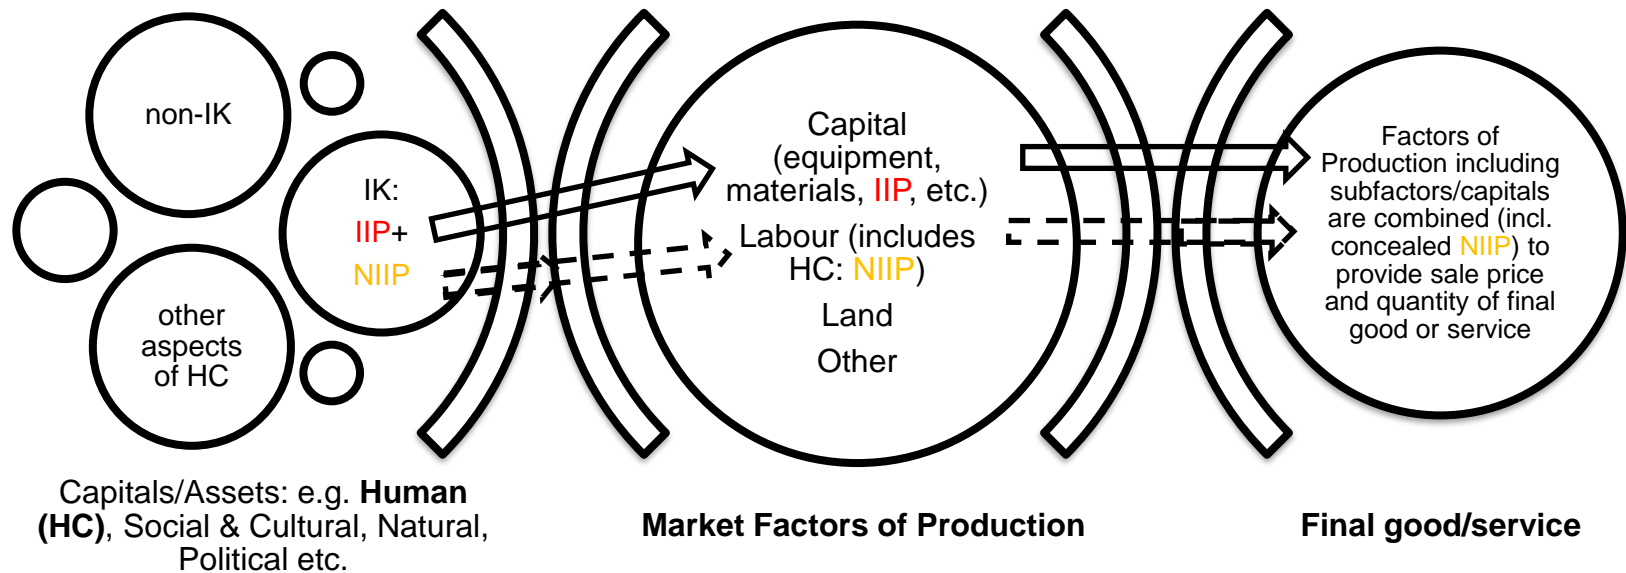 non-IK
IK:
IIP+
NIIP
other
aspects
of HC
Capitals/Assets: e.g. Human
(HC), Social & Cultural, Natural,
Political etc.
Capital
(equipment,
materials, IIP, etc.)
Labour (includes
HC: NIIP)
Land
Other
Market Factors of Production
Factors of
Production including
subfactors/capitals
are combined (incl.
concealed NIIP) to
provide sale price
and quantity of final
good or service
Final good/service